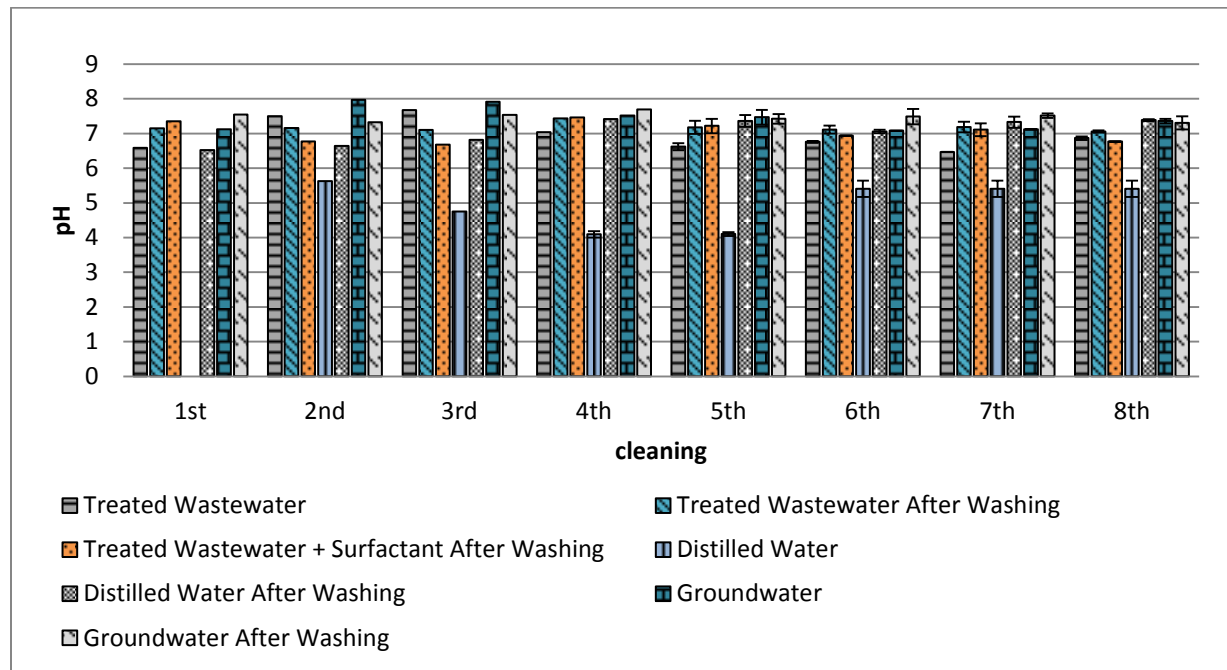 9
8
7
6
5
4
3
2
1
0
pH
1st 2nd 3rd 4th 5th 6th 7th 8th
cleaning
Treated Wastewater Treated Wastewater After Washing
Treated Wastewater + Surfactant After Washing Distilled Water
Distilled Water After Washing Groundwater
Groundwater After Washing